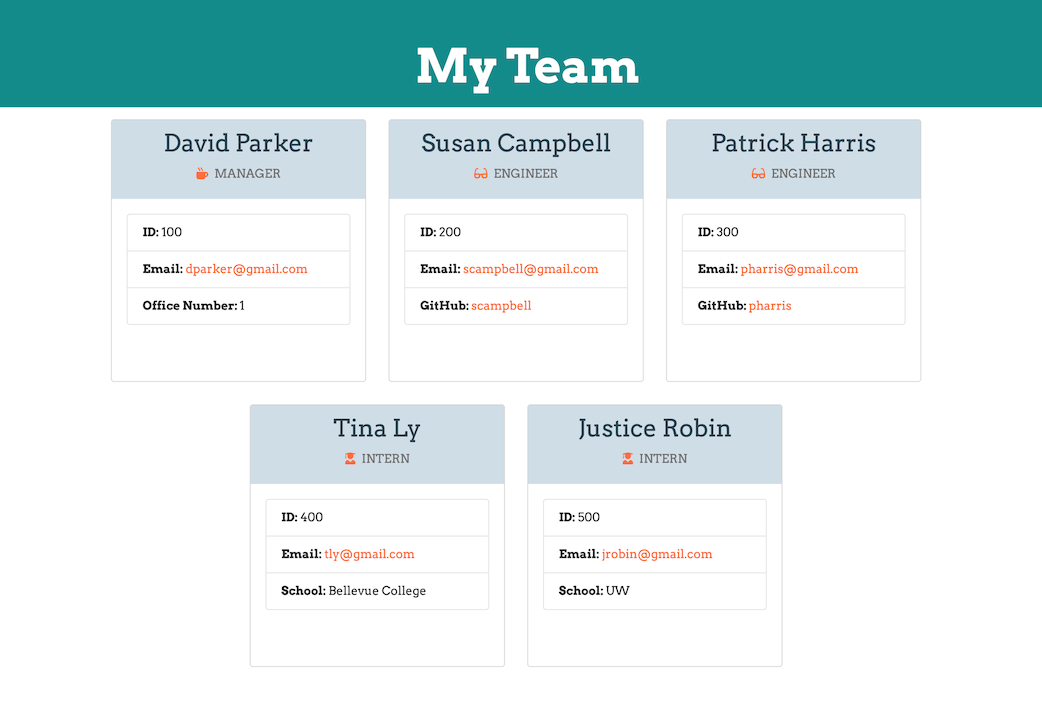 My Team
David Parker
MANAGER
ID: 100
Email: dparker@gmail.com
Office Number: 1
Susan Campbell
ENGINEER
ID: 200
Email: scampbell@gmail.com
GitHub: scampbell
Patrick Harris
ENGINEER
ID: 300
Email: pharris@gmail.com
GitHub: pharris
Tina Ly
INTERN
ID: 400
Email: tly@gmail.com
School: Bellevue College
Justice Robin
INTERN
ID: 500
Email: jrobin@gmail.com
School: UW